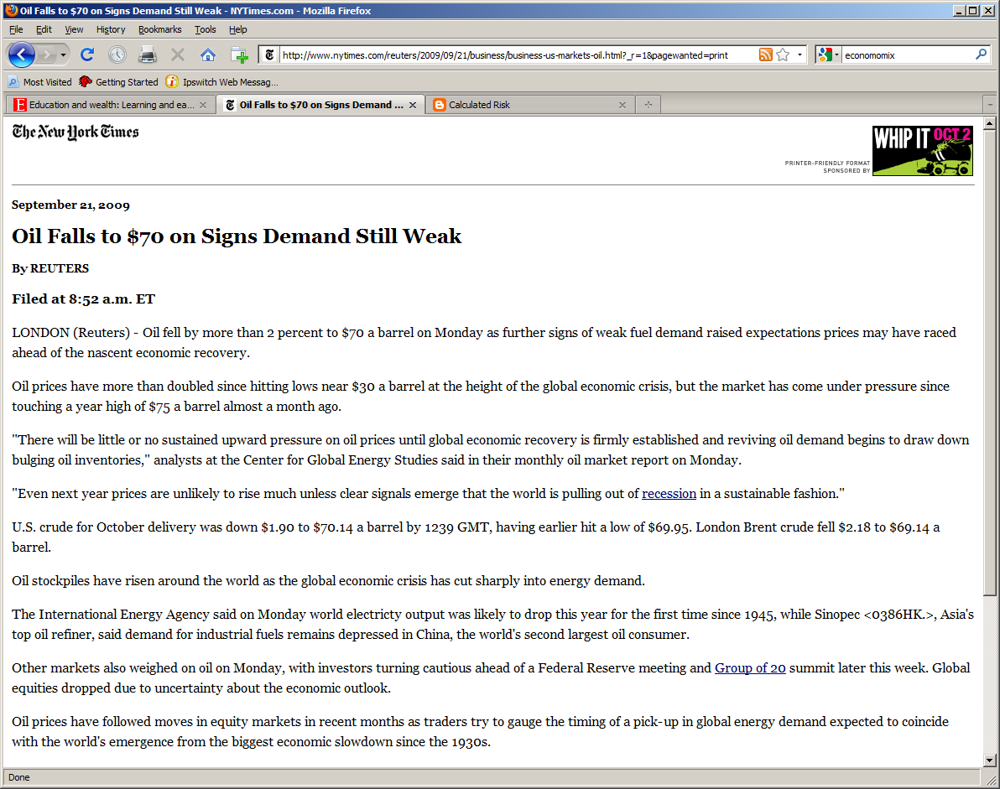 Oil Falls to $70 on Signs Demand Still Weak - NYTimes.com - Mozilla Firefox
File Edit View History Bookmarks Tools Help
http://www.nytimes.com/reuters/2009/09/21/business/business-us-markets-oil.html?_r=1&pagewanted=print
economomix
Most Visited Getting Started Ipswitch Web Messag...
Education and wealth: Learning and ea... Oil Falls to $70 on Signs Demand ... Calculated Risk
The New York Times
WHIP IT OCT 2
PRINTER-FRIENDLY FORMAT
SPONSORED BY
September 21, 2009
Oil Falls to $70 on Signs Demand Still Weak
By REUTERS
Filed at 8:52 a.m. ET
LONDON (Reuters) - Oil fell by more than 2 percent to $70 a barrel on Monday as further signs of weak fuel demand raised expectations prices may have raced
ahead of the nascent economic recovery.
Oil prices have more than doubled since hitting lows near $30 a barrel at the height of the global economic crisis, but the market has come under pressure since
touching a year high of $75 a barrel almost a month ago.
"There will be little or no sustained upward pressure on oil prices until global economic recovery is firmly established and reviving oil demand begins to draw down
bulging oil inventories," analysts at the Center for Global Energy Studies said in their monthly oil market report on Monday.
"Even next year prices are unlikely to rise much unless clear signals emerge that the world is pulling out of recession in a sustainable fashion."
U.S. crude for October delivery was down $1.90 to $70.14 a barrel by 1239 GMT, having earlier hit a low of $69.95. London Brent crude fell $2.18 to $69.14 a
barrel.
Oil stockpiles have risen around the world as the global economic crisis has cut sharply into energy demand.
The International Energy Agency said on Monday world electricty output was likely to drop this year for the first time since 1945, while Sinopec <0386HK.>, Asia's
top oil refiner, said demand for industrial fuels remains depressed in China, the world's second largest oil consumer.
Other markets also weighed on oil on Monday, with investors turning cautious ahead of a Federal Reserve meeting and Group of 20 summit later this week. Global
equities dropped due to uncertainty about the economic outlook.
Oil prices have followed moves in equity markets in recent months as traders try to gauge the timing of a pick-up in global energy demand expected to coincide
with the world's emergence from the biggest economic slowdown since the 1930s.
Done